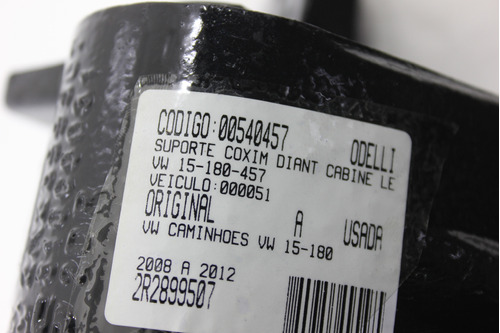 CODIGO:00540457 ODELLI
SUPORTE COXIM DIANT CABINE LE
VW 15-180-457
VEICULO:000051
ORIGINAL A USADA
VW CAMINHOES VW 15-180
2008 A 2012
2R2899507